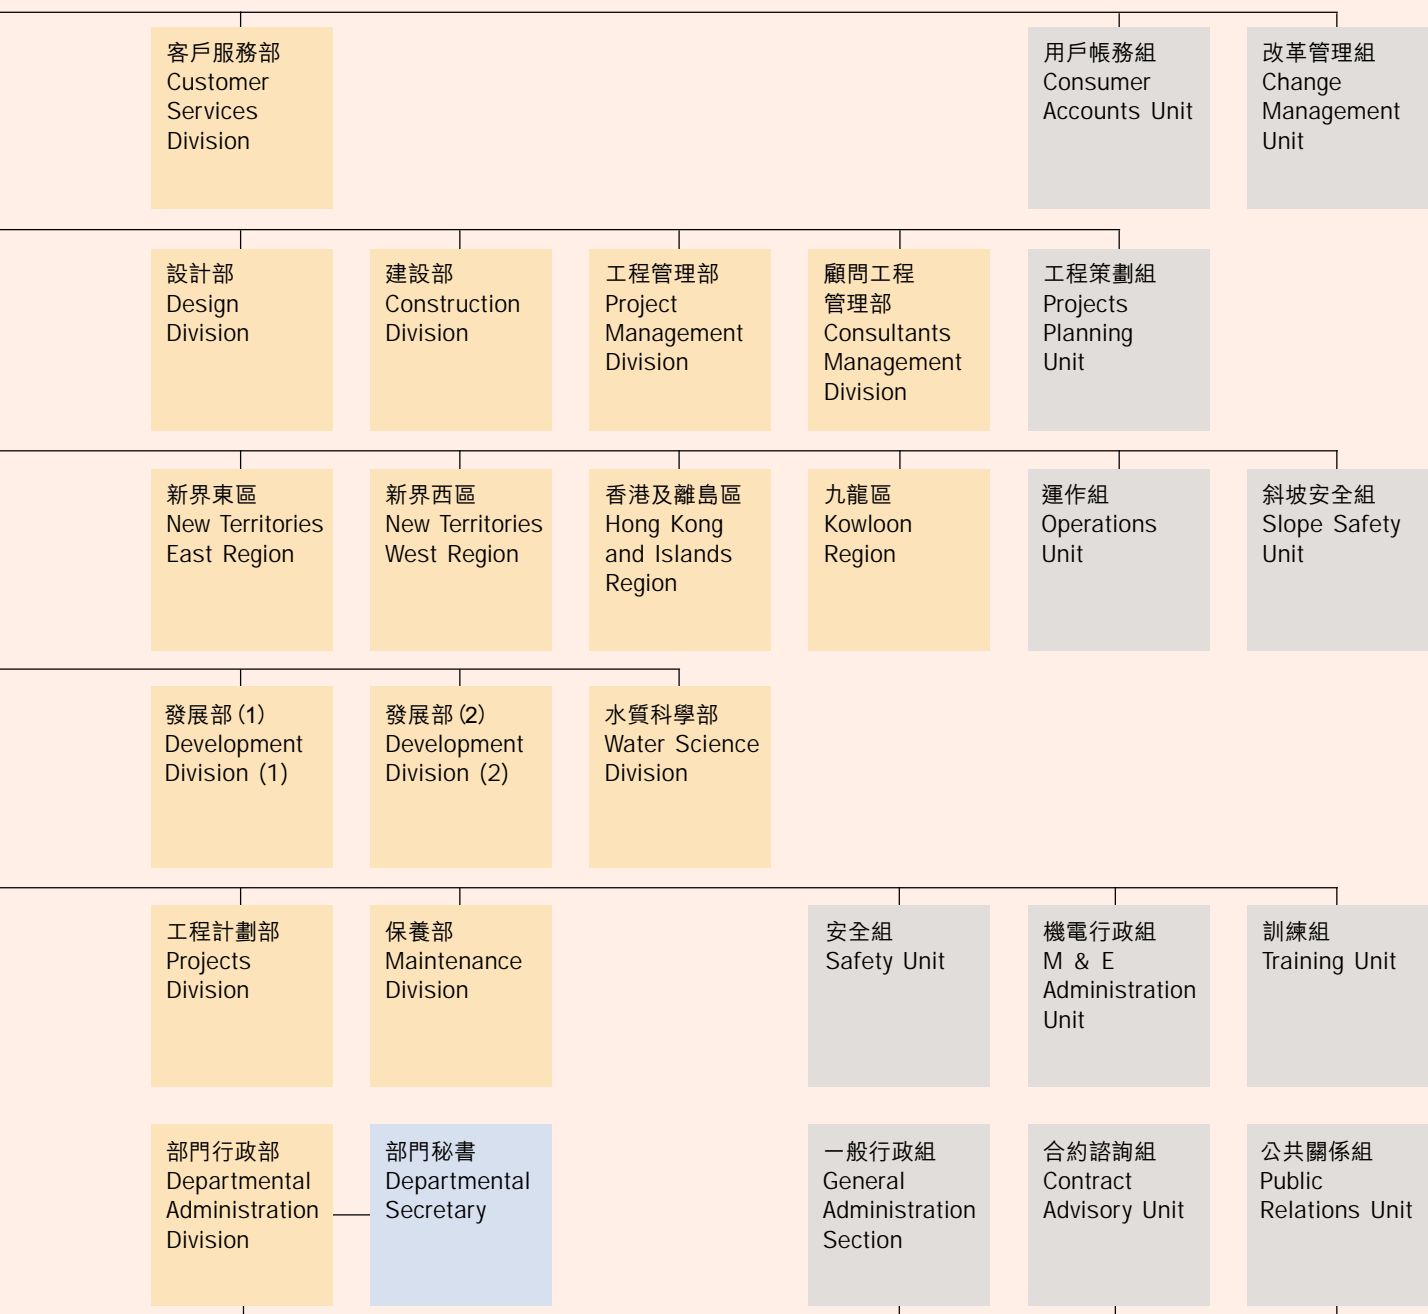 客戶服務部
Customer
Services
Division
用戶帳務組
Consumer
Accounts Unit
改革管理組
Change
Management
Unit
設計部
Design
Division
建設部
Construction
Division
工程管理部
Project
Management
Division
顧問工程
管理部
Consultants
Management
Division
工程策劃組
Projects
Planning
Unit
新界東區
New Territories
East Region
新界西區
New Territories
West Region
香港及離島區
Hong Kong
and Islands
Region
九龍區
Kowloon
Region
運作組
Operations
Unit
斜坡安全組
Slope Safety
Unit
發展部(1)
Development
Division (1)
發展部(2)
Development
Division (2)
水質科學部
Water Science
Division
工程計劃部
Projects
Division
保養部
Maintenance
Division
安全組
Safety Unit
機電行政組
M & E
Administration
Unit
訓練組
Training Unit
部門行政部
Departmental
Administration
Division
部門秘書
Departmental
Secretary
一般行政組
General
Administration
Section
合約諮詢組
Contract
Advisory Unit
公共關係組
Public
Relations Unit